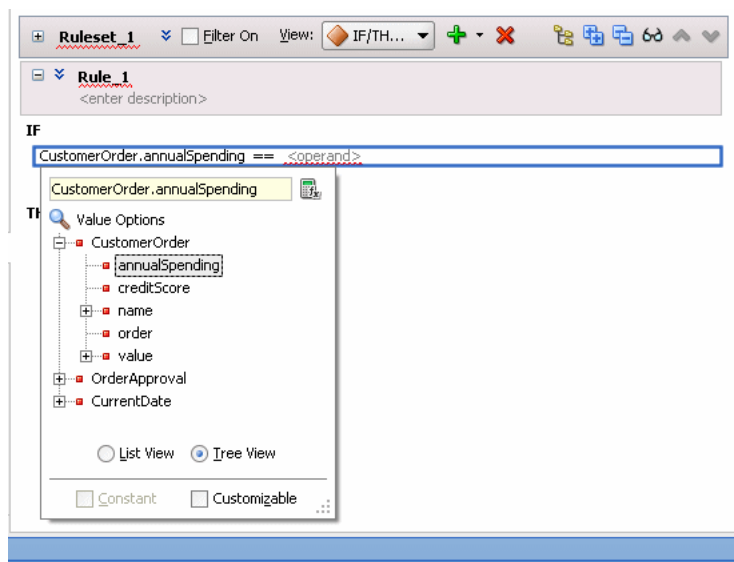 Ruleset_1 Filter On View: IF/TH...
Rule_1
<enter description>
IF
CustomerOrder.annualSpending == <operand>
CustomerOrder.annualSpending
TH
Value Options
CustomerOrder
annualSpending
creditScore
name
order
value
OrderApproval
CurrentDate
List View Tree View
Constant Customizable